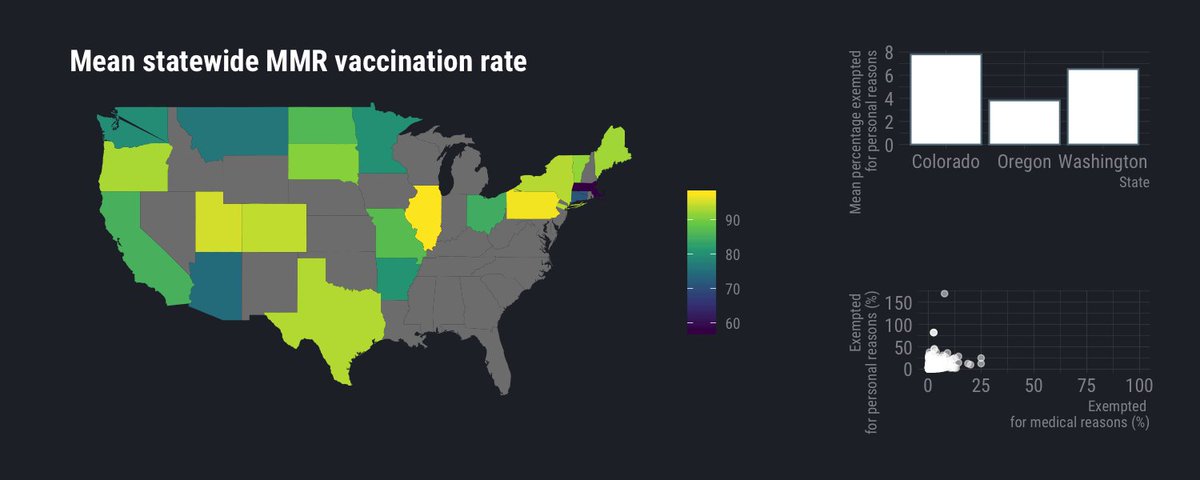 Mean statewide MMR vaccination rate
90
80
70
60
Mean percentage exempted
for personal reasons
8
6
4
2
0
Colorado Oregon Washington
State
Exempted
for personal reasons (%)
150
100
50
0
0 25 50 75 100
Exempted
for medical reasons (%)